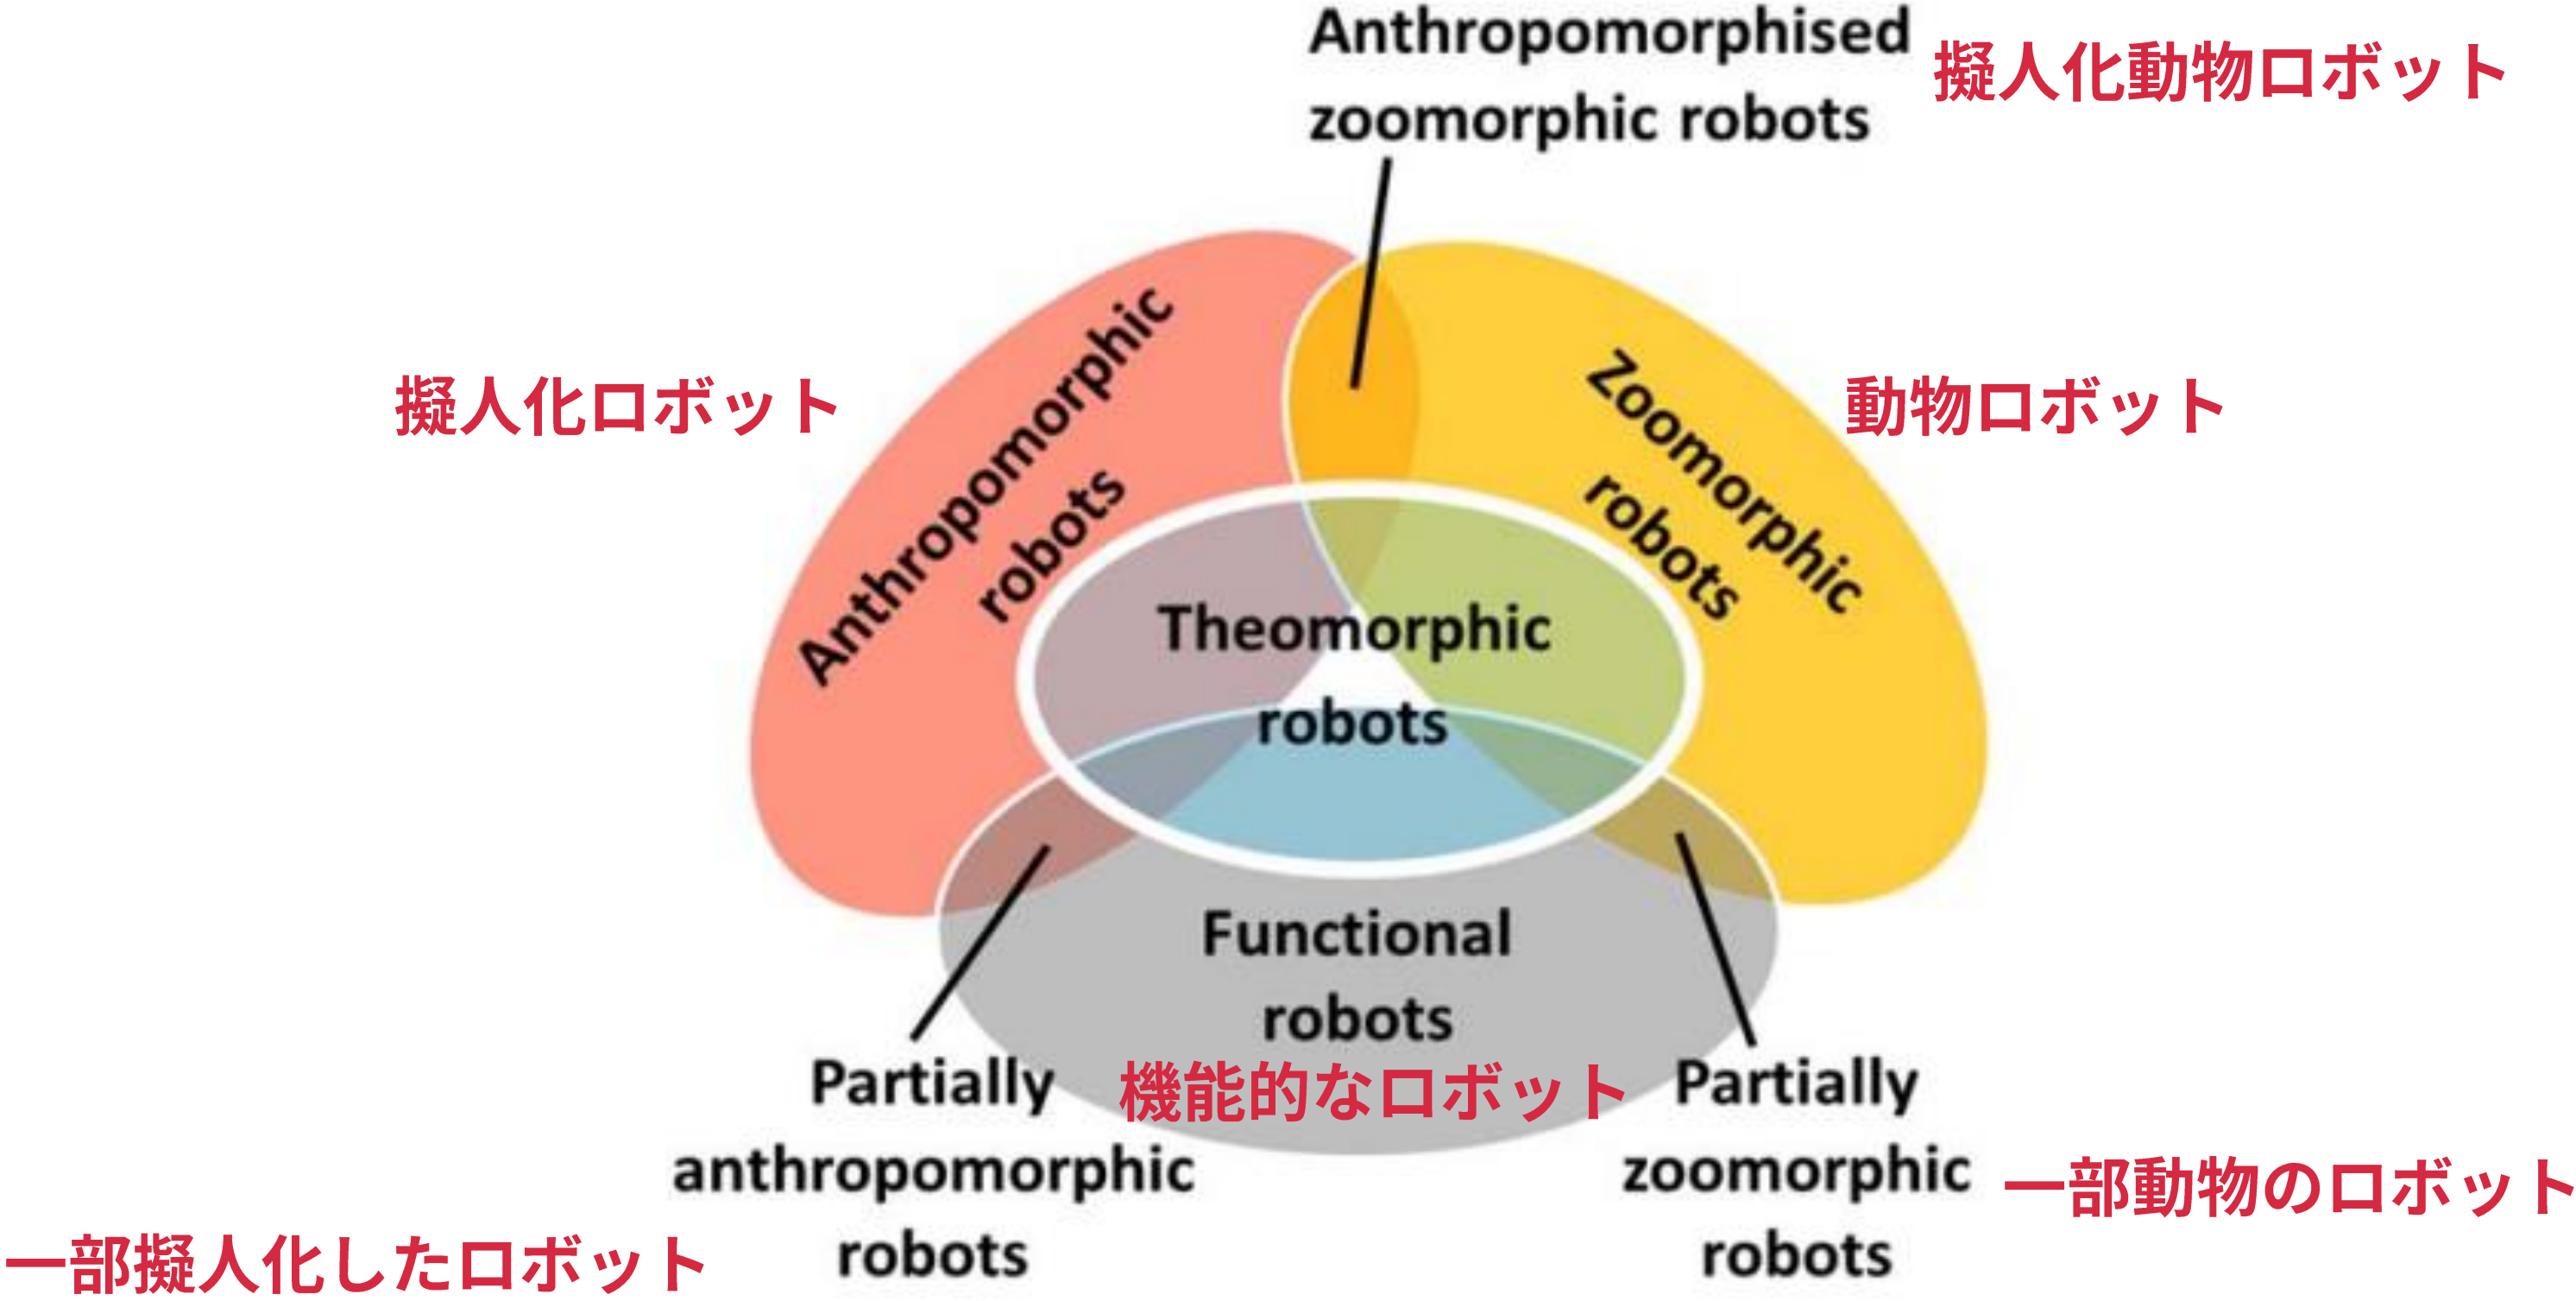 Anthropomorphised
zoomorphic robots
擬人化動物ロボット
擬人化ロボット
Anthropomorphic
robots
Zoomorphic
robots
動物ロボット
Theomorphic
robots
Functional
robots
機能的なロボット
Partially
anthropomorphic
robots
一部擬人化したロボット
Partially
zoomorphic
robots
一部動物のロボット